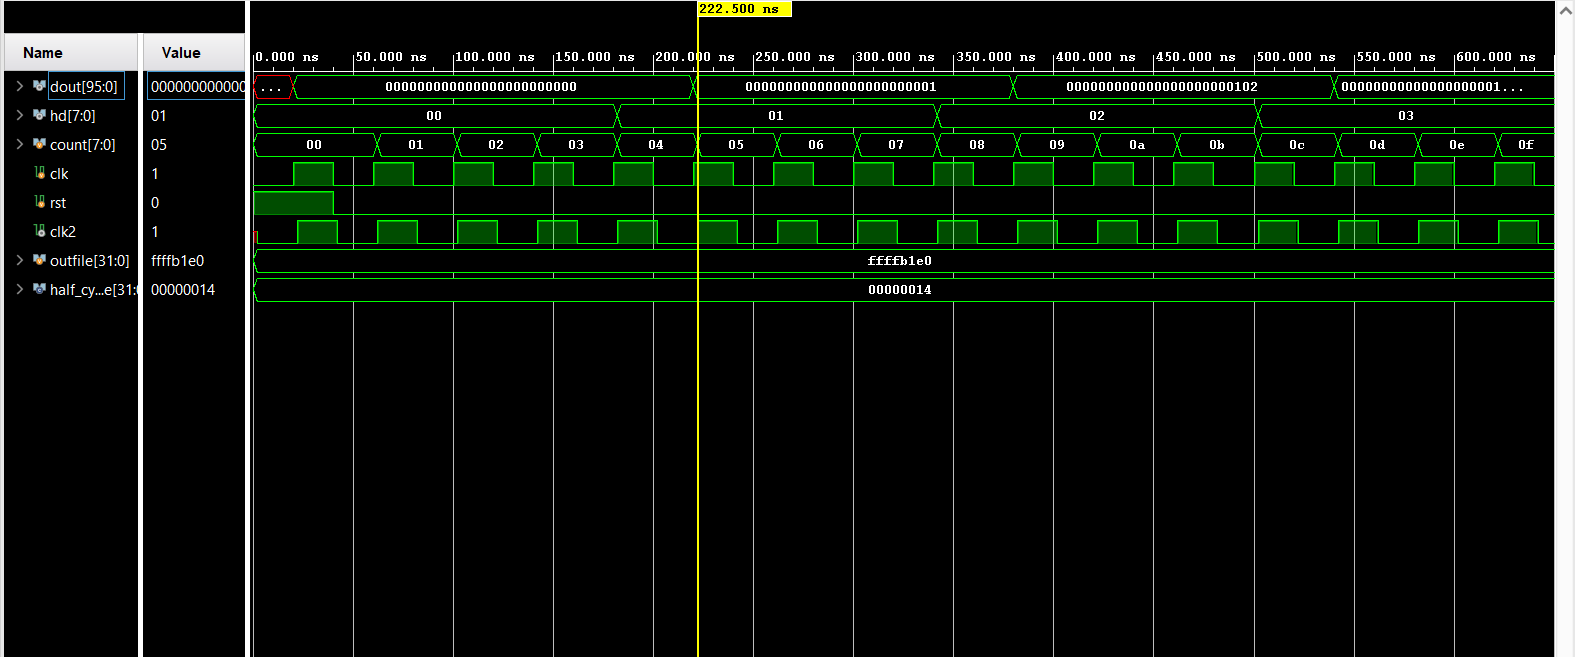 222.500 ns
Name Value
0.000 ns 50.000 ns 100.000 ns 150.000 ns 200.000 ns 250.000 ns 300.000 ns 350.000 ns 400.000 ns 450.000 ns 500.000 ns 550.000 ns 600.000 ns
dout[95:0] 000000000000 ... 000000000000000000000000 000000000000000000000001 000000000000000000000102 00000000000000000001...
hd[7:0] 01 00 01 02 03
count[7:0] 05 00 01 02 03 04 05 06 07 08 09 0a 0b 0c 0d 0e 0f
clk 1
rst 0
clk2 1
outfile[31:0] ffffb1e0 ffffb1e0
half_cy...e[31:0 00000014 00000014